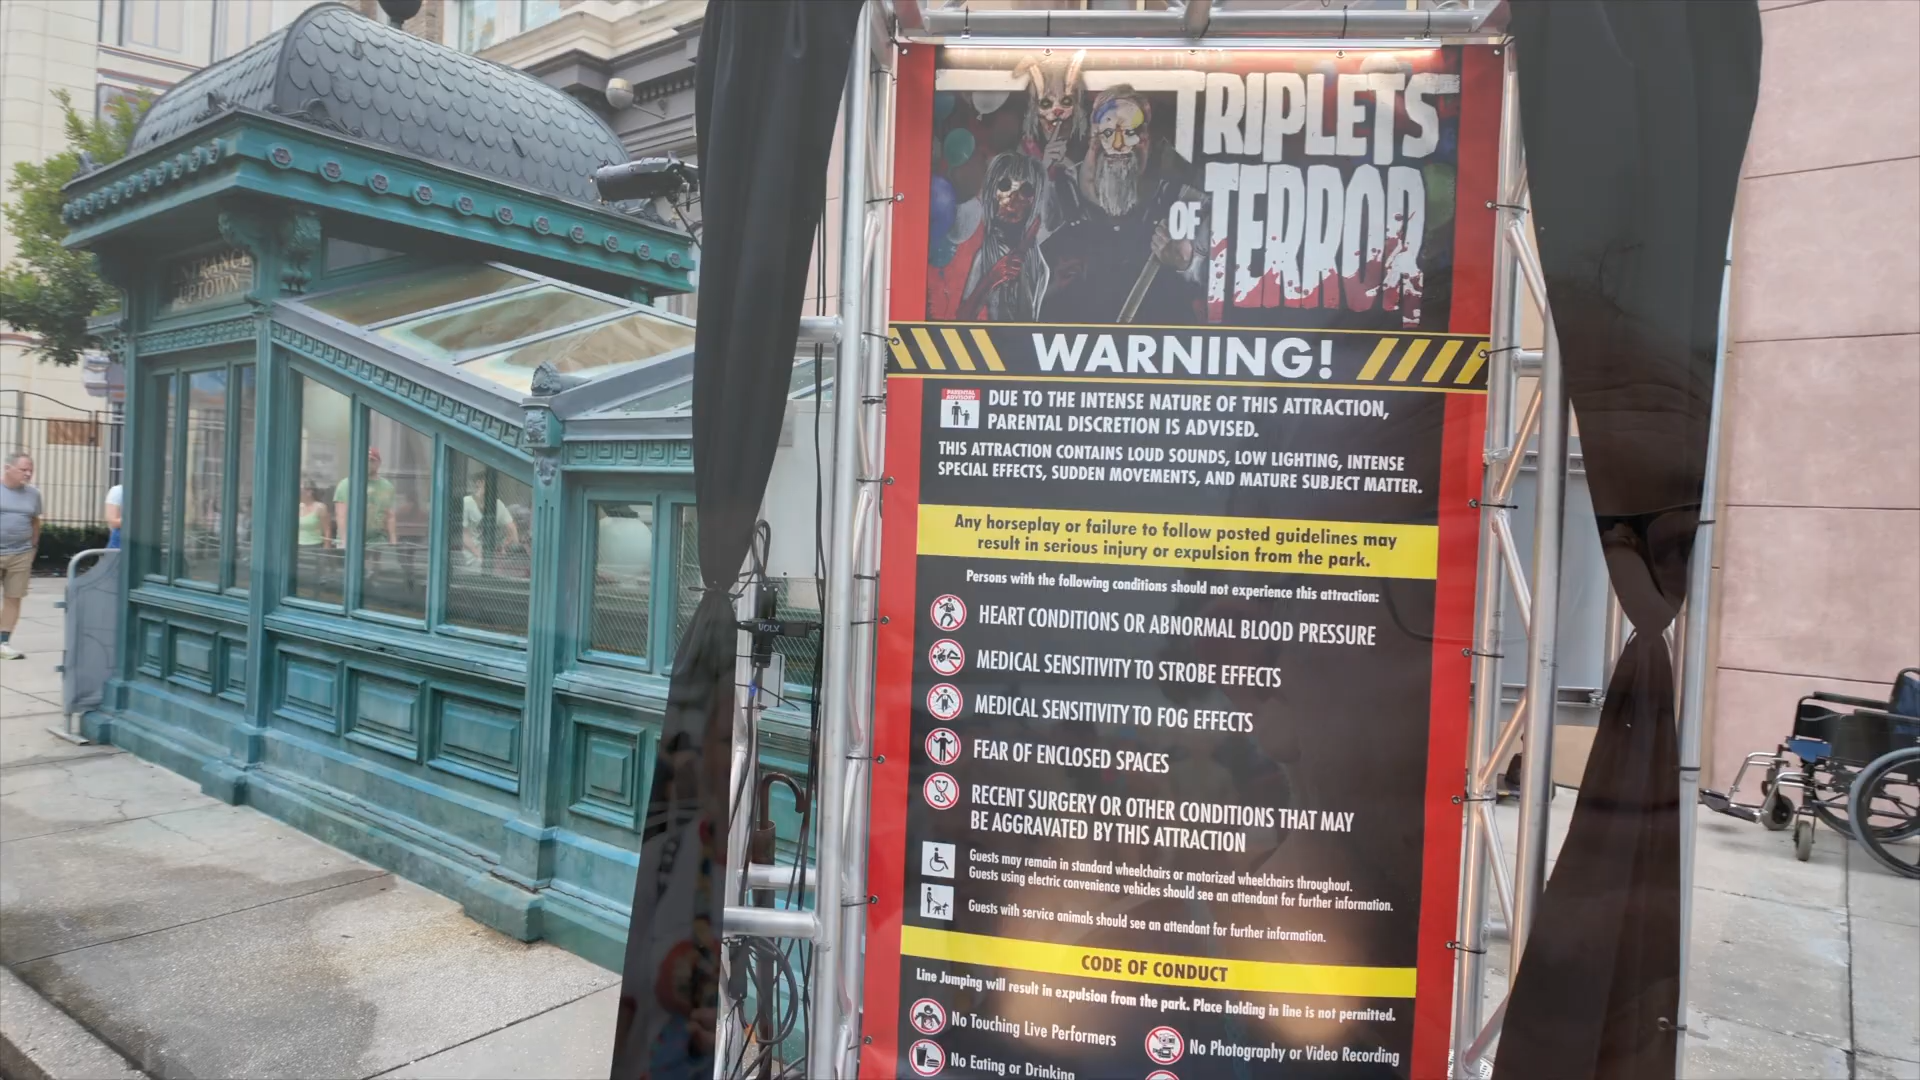 ENTRANCE
UPTOWN
TRIPLETS
OF TERROR
WARNING!
PARENTAL
ADVISORY
DUE TO THE INTENSE NATURE OF THIS ATTRACTION,
PARENTAL DISCRETION IS ADVISED.
THIS ATTRACTION CONTAINS LOUD SOUNDS, LOW LIGHTING, INTENSE
SPECIAL EFFECTS, SUDDEN MOVEMENTS, AND MATURE SUBJECT MATTER.
Any horseplay or failure to follow posted guidelines may
result in serious injury or expulsion from the park.
Persons with the following conditions should not experience this attraction:
HEART CONDITIONS OR ABNORMAL BLOOD PRESSURE
MEDICAL SENSITIVITY TO STROBE EFFECTS
MEDICAL SENSITIVITY TO FOG EFFECTS
FEAR OF ENCLOSED SPACES
RECENT SURGERY OR OTHER CONDITIONS THAT MAY
BE AGGRAVATED BY THIS ATTRACTION
Guests may remain in standard wheelchairs or motorized wheelchairs throughout.
Guests using electric convenience vehicles should see an attendant for further information.
Guests with service animals should see an attendant for further information.
CODE OF CONDUCT
Line Jumping will result in expulsion from the park. Place holding in line is not permitted.
No Touching Live Performers
No Photography or Video Recording
No Eating or Drinking